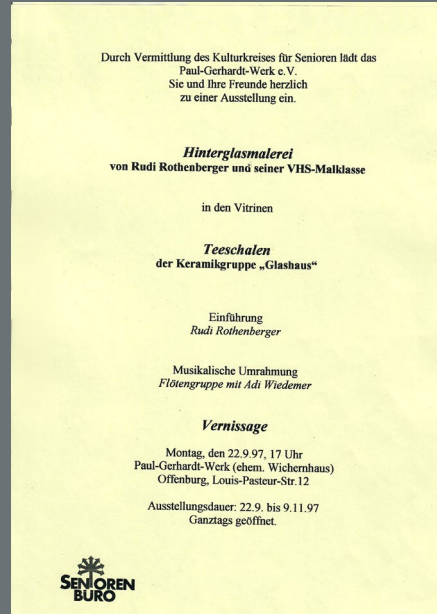 Durch Vermittlung des Kulturkreises für Senioren lädt das
Paul-Gerhardt-Werk e.V.
Sie und Ihre Freunde herzlich
zu einer Ausstellung ein.
Hinterglasmalerei
von Rudi Rothenberger und seiner VHS-Malklasse
in den Vitrinen
Teeschalen
der Keramikgruppe „Glashaus“
Einführung
Rudi Rothenberger
Musikalische Umrahmung
Flötengruppe mit Adi Wiedemer
Vernissage
Montag, den 22.9.97, 17 Uhr
Paul-Gerhardt-Werk (ehem. Wichernhaus)
Offenburg, Louis-Pasteur-Str.12
Ausstellungsdauer: 22.9. bis 9.11.97
Ganztags geöffnet.
SENIOREN
BÜRO